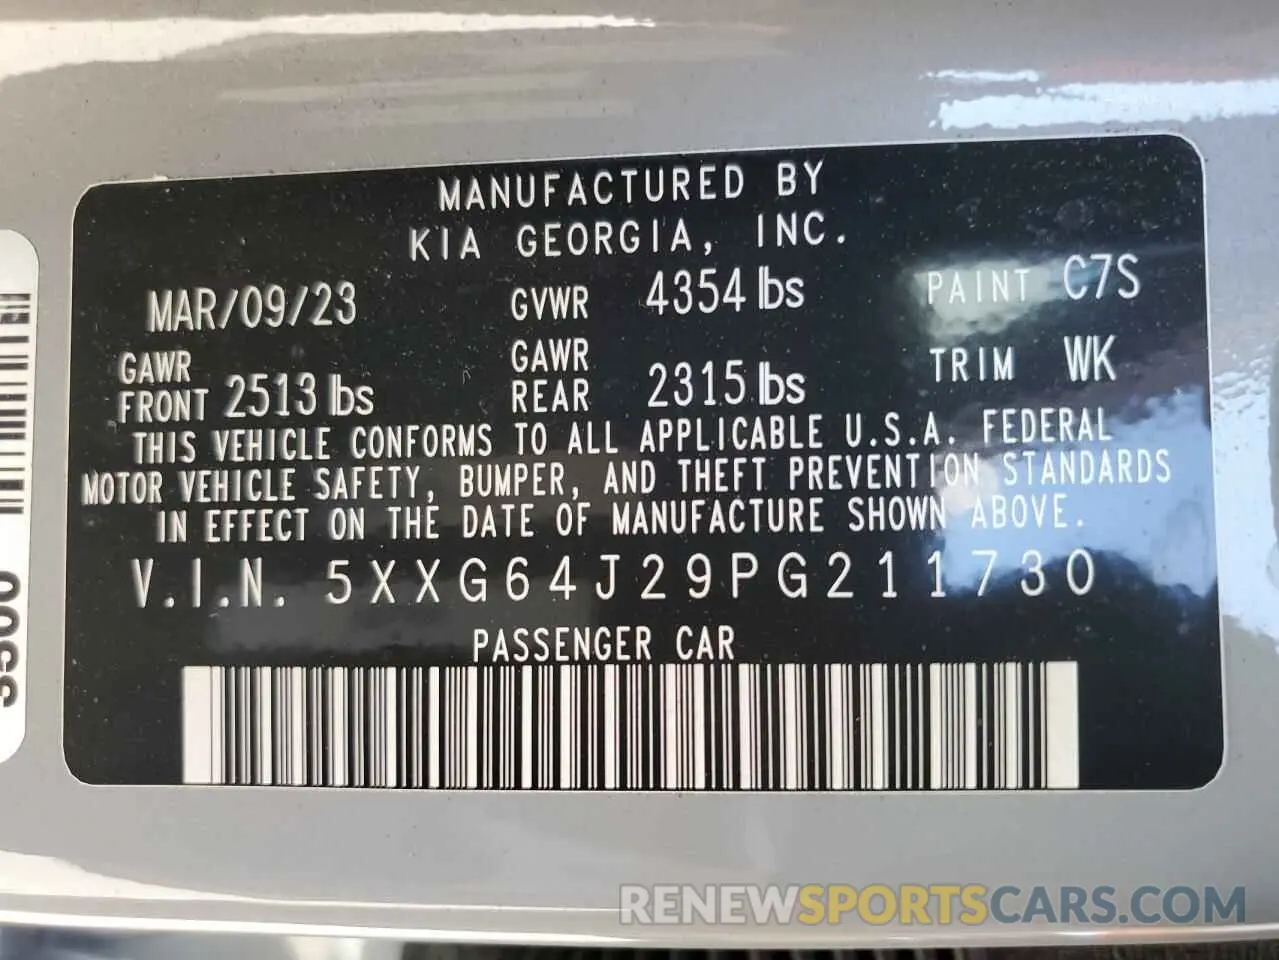 MANUFACTURED BY
KIA GEORGIA, INC.
MAR/09/23 GVWR 4354 lbs PAINT C7S
GAWR FRONT 2513 lbs GAWR REAR 2315 lbs TRIM WK
THIS VEHICLE CONFORMS TO ALL APPLICABLE U.S.A. FEDERAL
MOTOR VEHICLE SAFETY, BUMPER, AND THEFT PREVENTION STANDARDS
IN EFFECT ON THE DATE OF MANUFACTURE SHOWN ABOVE.
V.I.N. 5XXG64J29PG211730
PASSENGER CAR
RENEWSPORTSCARS.COM